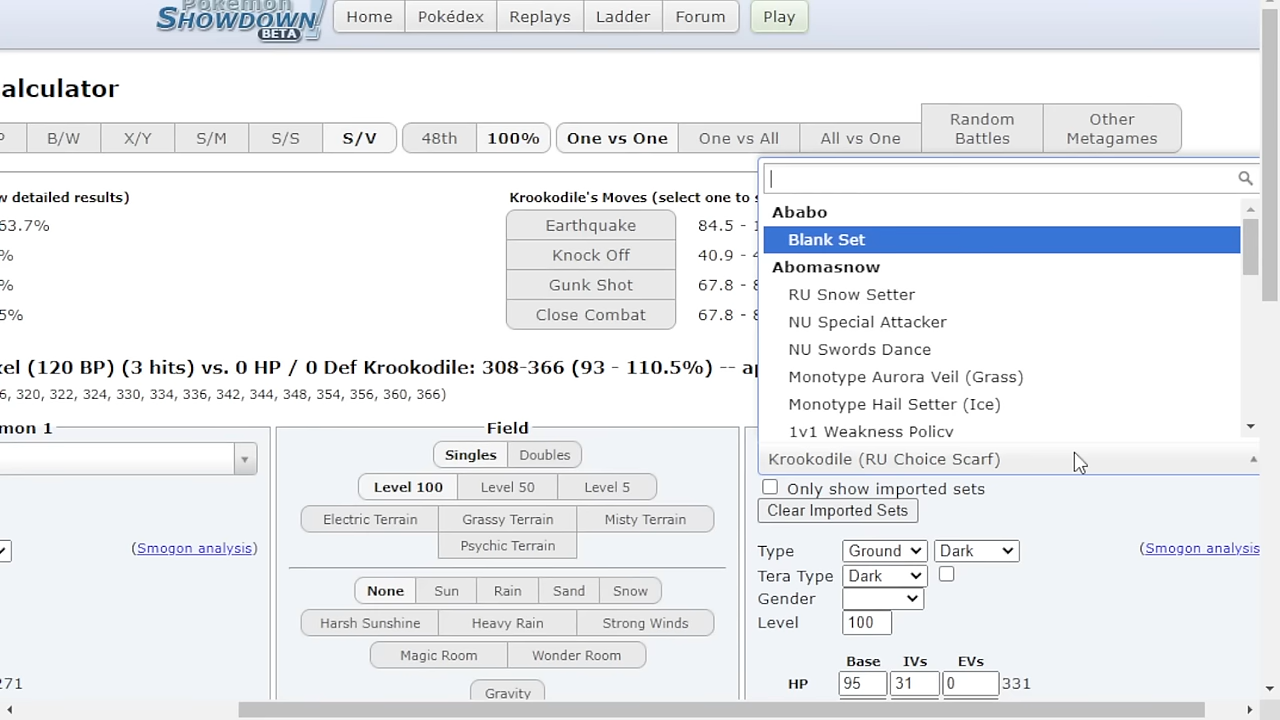 Pokémon
SHOWDOWN
BETA
Home Pokédex Replays Ladder Forum Play
alculator
P B/W X/Y S/M S/S S/V 48th 100% One vs One One vs All All vs One Random Battles Other Metagames
w detailed results)
63.7%
%
%
5%
Krookodile's Moves (select one to s
Earthquake 84.5 - 1
Knock Off 40.9 - 4
Gunk Shot 67.8 - 8
Close Combat 67.8 - 8
Ababo
Blank Set
Abomasnow
RU Snow Setter
NU Special Attacker
NU Swords Dance
Monotype Aurora Veil (Grass)
Monotype Hail Setter (Ice)
1v1 Weakness Policy
Krookodile (RU Choice Scarf)
xel (120 BP) (3 hits) vs. 0 HP / 0 Def Krookodile: 308-366 (93 - 110.5%) -- ap
6, 320, 322, 324, 330, 334, 336, 342, 344, 348, 354, 356, 360, 366)
mon 1
(Smogon analysis)
271
Field
Singles Doubles
Level 100 Level 50 Level 5
Electric Terrain Grassy Terrain Misty Terrain
Psychic Terrain
None Sun Rain Sand Snow
Harsh Sunshine Heavy Rain Strong Winds
Magic Room Wonder Room
Gravity
Only show imported sets
Clear Imported Sets
Type Ground Dark (Smogon analysis
Tera Type Dark
Gender
Level 100
Base IVs EVs
HP 95 31 0 331